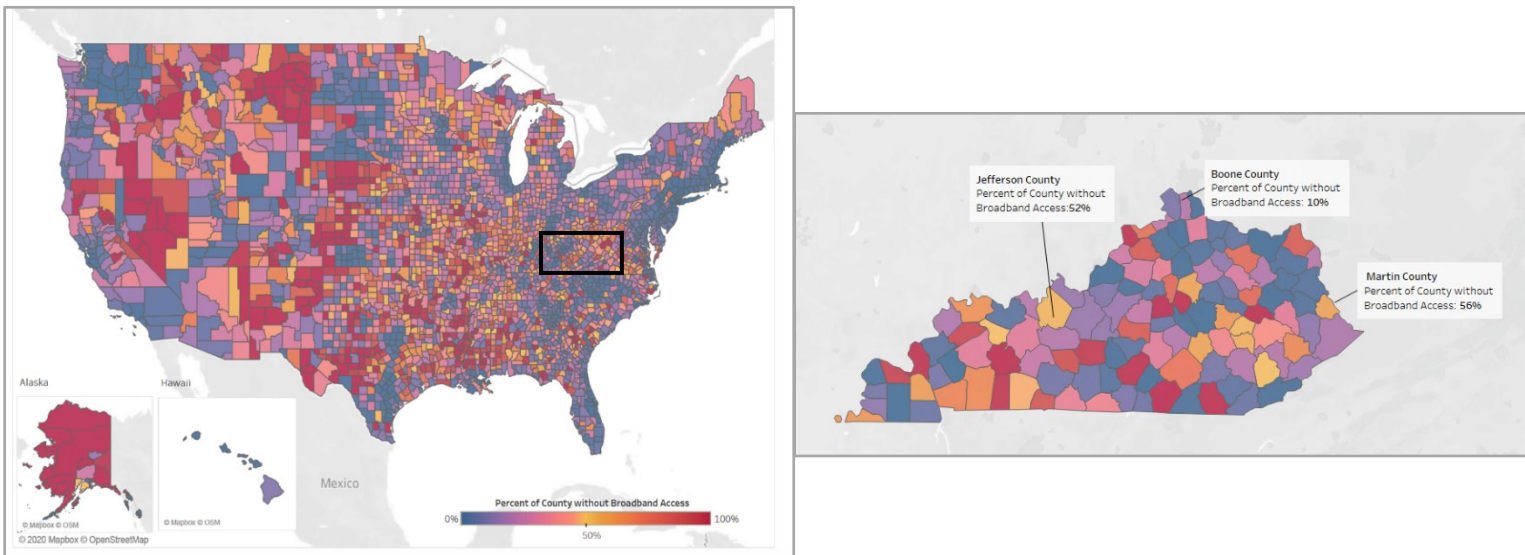 Alaska
Hawaii
© Mapbox © OSM
© Mapbox © OSM
© 2020 Mapbox © OpenStreetMap
Mexico
Percent of County without Broadband Access
0%
100%
50%
Jefferson County
Percent of County without
Broadband Access:52%
Boone County
Percent of County without
Broadband Access: 10%
Martin County
Percent of County without
Broadband Access: 56%